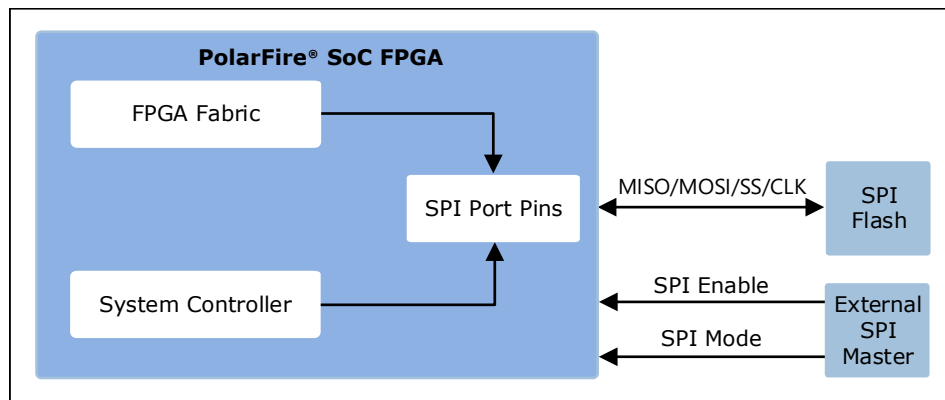 PolarFire® SoC FPGA
FPGA Fabric
SPI Port Pins
System Controller
MISO/MOSI/SS/CLK
SPI
Flash
SPI Enable
SPI Mode
External
SPI
Master